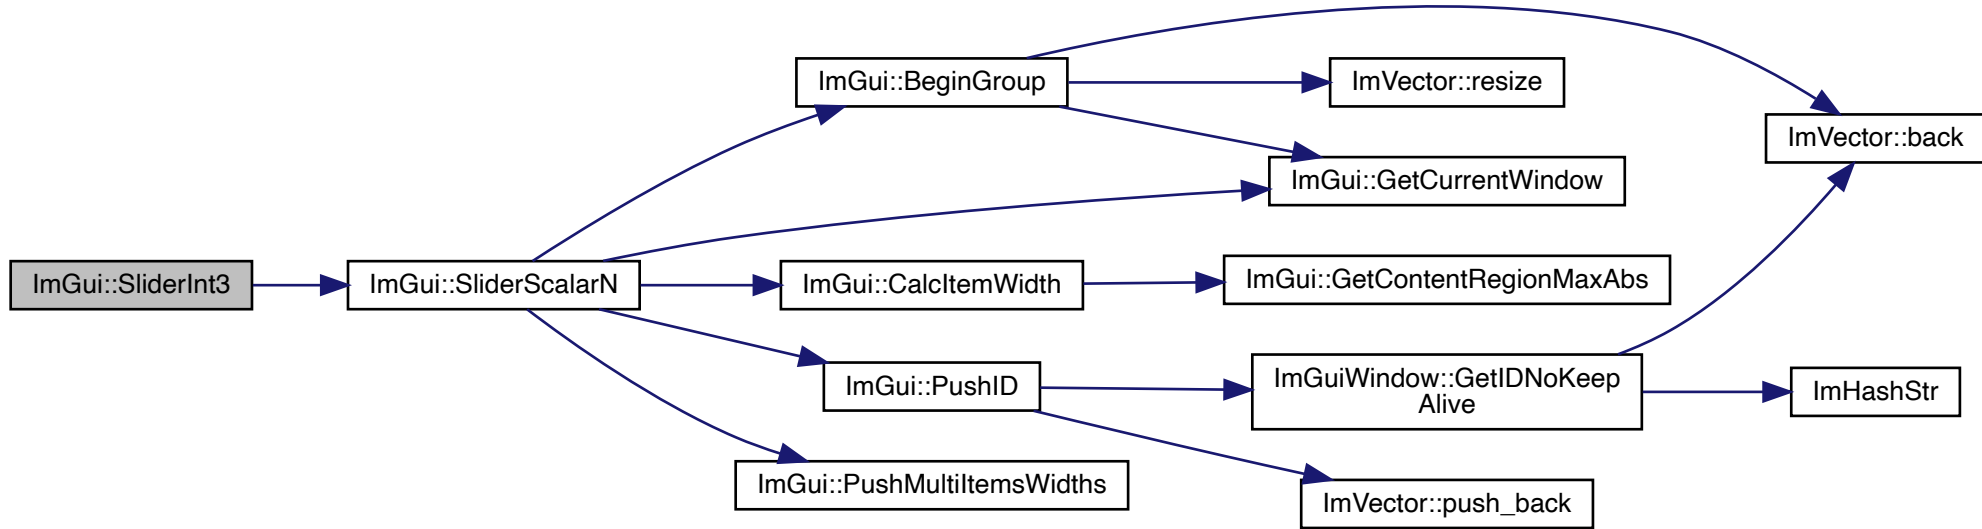 ImGui::SliderInt3
ImGui::SliderScalarN
ImGui::BeginGroup
ImVector::resize
ImVector::back
ImGui::GetCurrentWindow
ImGui::CalcItemWidth
ImGui::GetContentRegionMaxAbs
ImGui::PushID
ImGuiWindow::GetIDNoKeep
Alive
ImHashStr
ImGui::PushMultiItemsWidths
ImVector::push_back